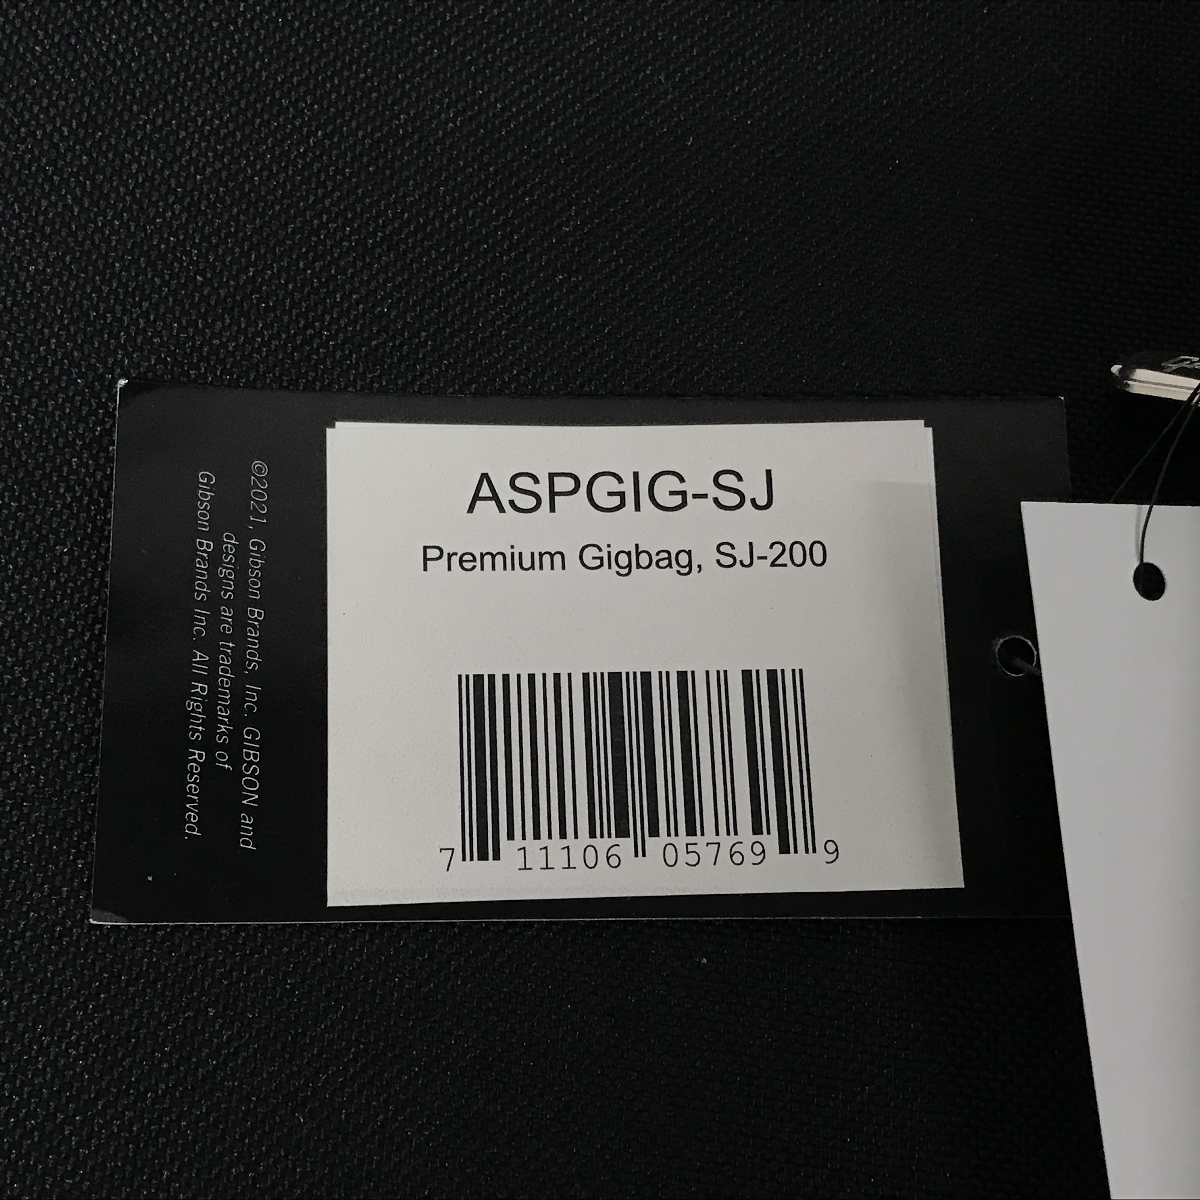 ASPGIG-SJ
Premium Gigbag, SJ-200
7 11106 05769 9
©2021, Gibson Brands, Inc. GIBSON and
designs are trademarks of
Gibson Brands Inc. All Rights Reserved.